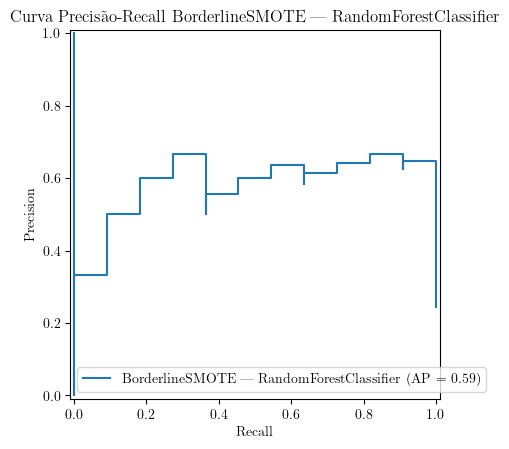 Curva Precisão-Recall BorderlineSMOTE — RandomForestClassifier
1.0
0.8
0.6
0.4
0.2
0.0
Precision
BorderlineSMOTE — RandomForestClassifier (AP = 0.59)
0.0 0.2 0.4 0.6 0.8 1.0
Recall